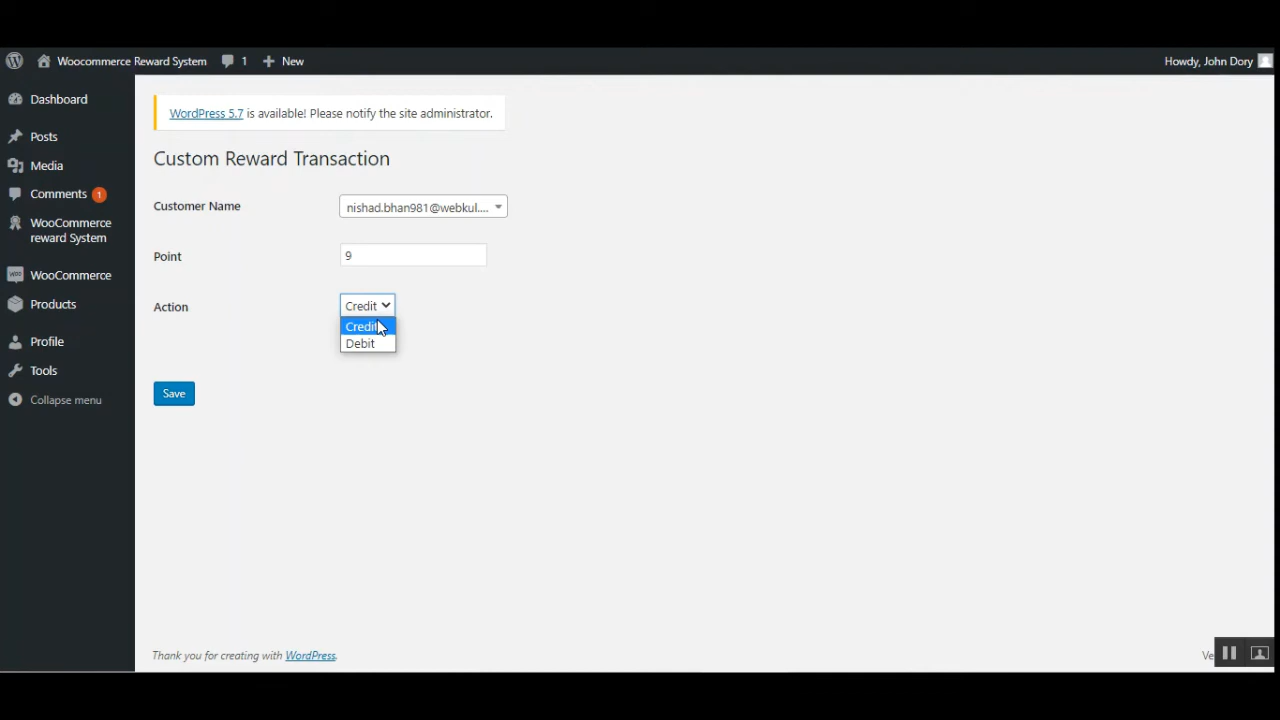 Woocommerce Reward System 1 New Howdy, John Dory
Dashboard
Posts
Media
Comments 1
WooCommerce
reward System
WooCommerce
Products
Profile
Tools
Collapse menu
WordPress 5.7 is available! Please notify the site administrator.
Custom Reward Transaction
Customer Name nishad.bhan981@webkul....
Point 9
Action Credit
Credit
Debit
Save
Thank you for creating with WordPress.